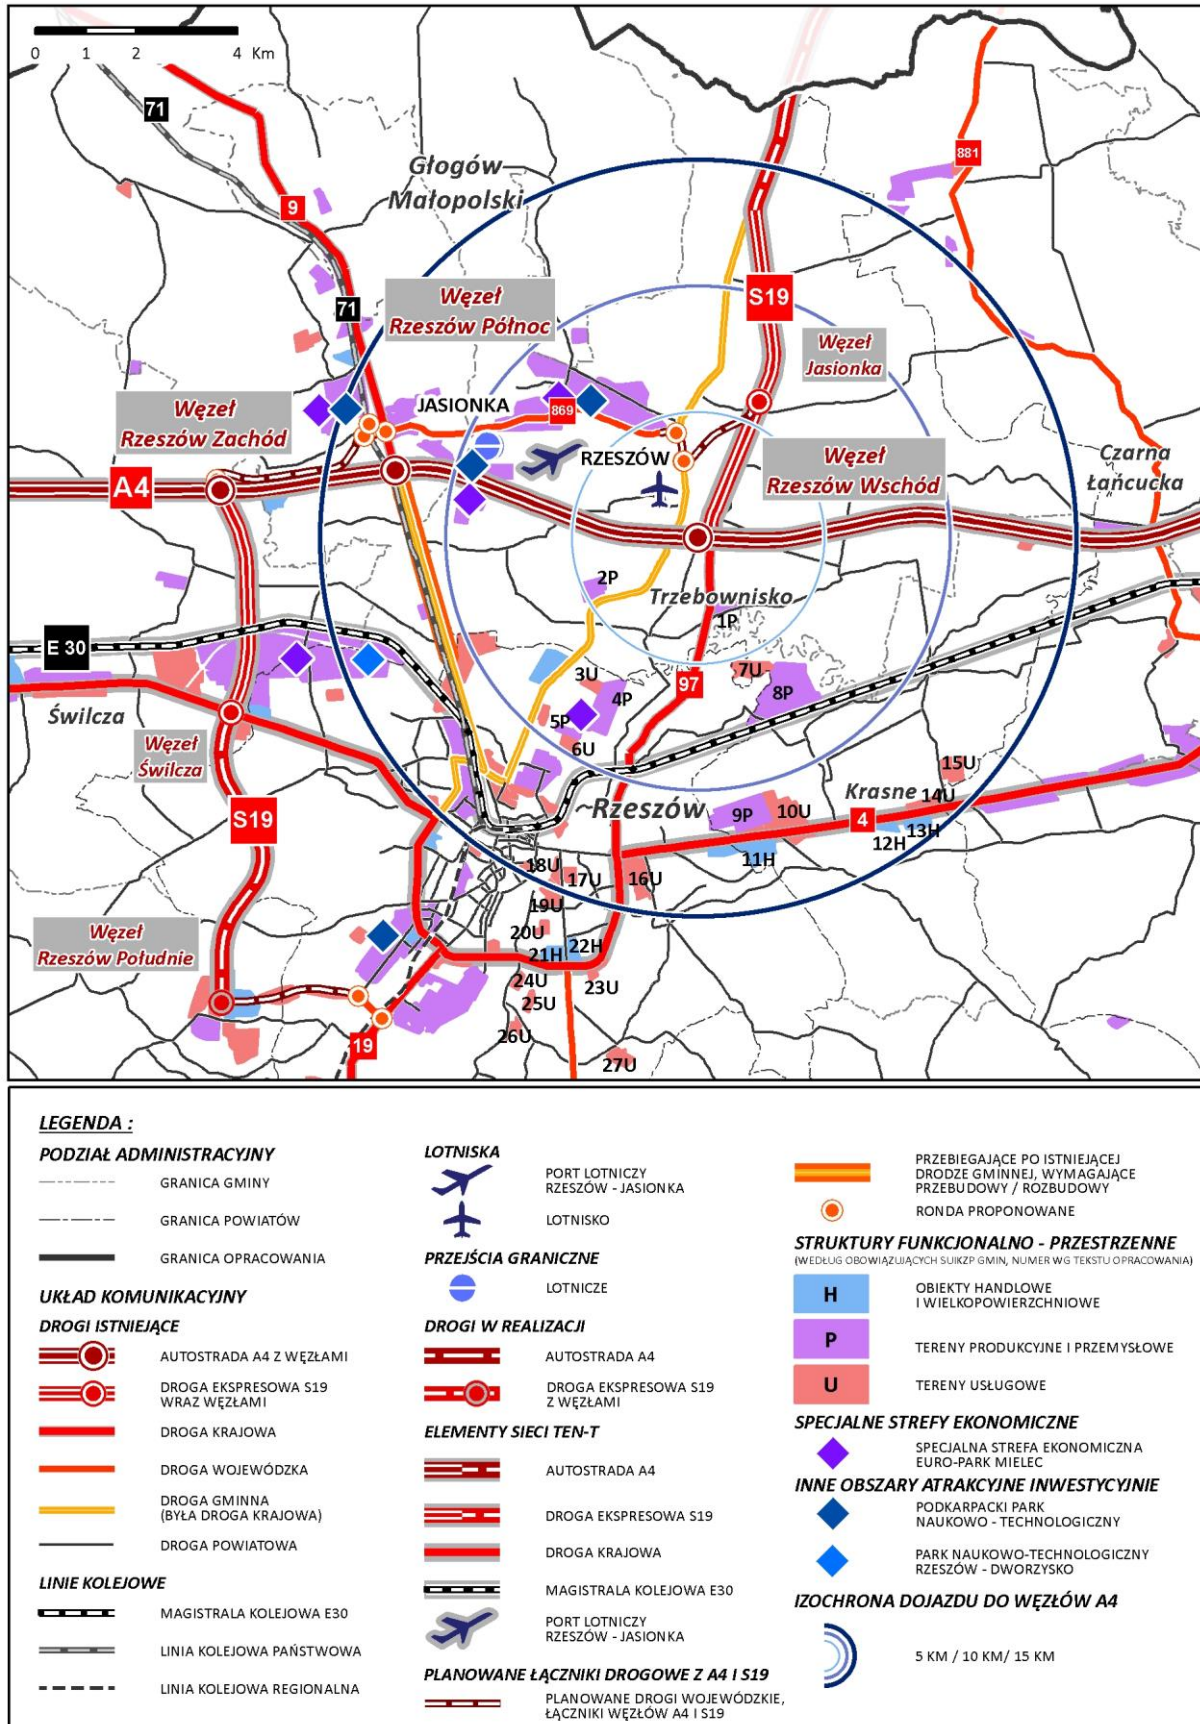 0 1 2 4 Km
71
881
Głogów
Małopolski
9
S19
71
Węzeł
Rzeszów Północ
Węzeł
Jasionka
Węzeł
Rzeszów Zachód
JASIONKA
869
RZESZÓW
Węzeł
Rzeszów Wschód
Czarna
Łańcucka
A4
2P
Trzebownisko
1P
E 30
3U
4P
97
7U
8P
5P
6U
Świlcza
Węzeł
Świlcza
15U
Krasne
14U
S19
Rzeszów
9P
10U
4
13H
12H
11H
18U
17U
16U
19U
Węzeł
Rzeszów Południe
20U
22H
21H
24U
23U
25U
26U
19
27U
LEGENDA :
PODZIAŁ ADMINISTRACYJNY
GRANICA GMINY
GRANICA POWIATÓW
GRANICA OPRACOWANIA
UKŁAD KOMUNIKACYJNY
DROGI ISTNIEJĄCE
AUTOSTRADA A4 Z WĘZŁAMI
DROGA EKSPRESOWA S19
WRAZ WĘZŁAMI
DROGA KRAJOWA
DROGA WOJEWÓDZKA
DROGA GMINNA
(BYŁA DROGA KRAJOWA)
DROGA POWIATOWA
LINIE KOLEJOWE
MAGISTRALA KOLEJOWA E30
LINIA KOLEJOWA PAŃSTWOWA
LINIA KOLEJOWA REGIONALNA
LOTNISKA
PORT LOTNICZY
RZESZÓW - JASIONKA
LOTNISKO
PRZEJŚCIA GRANICZNE
LOTNICZE
DROGI W REALIZACJI
AUTOSTRADA A4
DROGA EKSPRESOWA S19
Z WĘZŁAMI
ELEMENTY SIECI TEN-T
AUTOSTRADA A4
DROGA EKSPRESOWA S19
DROGA KRAJOWA
MAGISTRALA KOLEJOWA E30
PORT LOTNICZY
RZESZÓW - JASIONKA
PLANOWANE ŁĄCZNIKI DROGOWE Z A4 I S19
PLANOWANE DROGI WOJEWÓDZKIE,
ŁĄCZNIKI WĘZŁÓW A4 I S19
PRZEBIEGAJĄCE PO ISTNIEJĄCEJ
DRODZE GMINNEJ, WYMAGAJĄCE
PRZEBUDOWY / ROZBUDOWY
RONDA PROPONOWANE
STRUKTURY FUNKCJONALNO - PRZESTRZENNE
(WEDŁUG OBOWIĄZUJĄCYCH SUIKZP GMIN, NUMER WG TEKSTU OPRACOWANIA)
H
OBIEKTY HANDLOWE
I WIELKOPOWIERZCHNIOWE
P
TERENY PRODUKCYJNE I PRZEMYSŁOWE
U
TERENY USŁUGOWE
SPECJALNE STREFY EKONOMICZNE
SPECJALNA STREFA EKONOMICZNA
EURO-PARK MIELEC
INNE OBSZARY ATRAKCYJNE INWESTYCYJNIE
PODKARPACKI PARK
NAUKOWO - TECHNOLOGICZNY
PARK NAUKOWO-TECHNOLOGICZNY
RZESZÓW - DWORZYSKO
IZOCHRONA DOJAZDU DO WĘZŁÓW A4
5 KM / 10 KM/ 15 KM